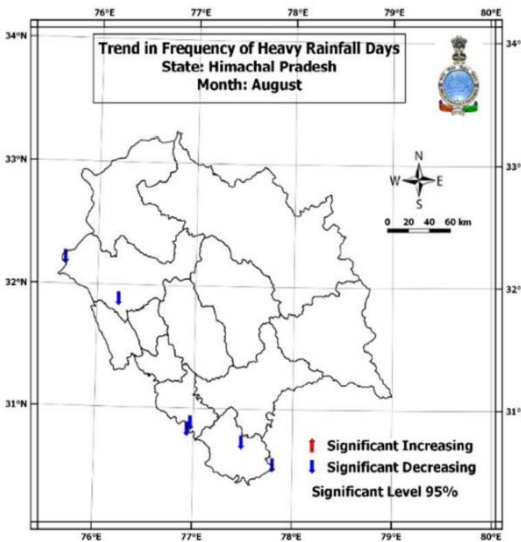 76°E 77°E 78°E 79°E 80°E
34°N
34°N
Trend in Frequency of Heavy Rainfall Days
State: Himachal Pradesh
Month: August
33°N
33°N
N
W E
S
0 20 40 60 km
32°N
32°N
31°N
31°N
Significant Increasing
Significant Decreasing
Significant Level 95%
76°E 77°E 78°E 79°E 80°E